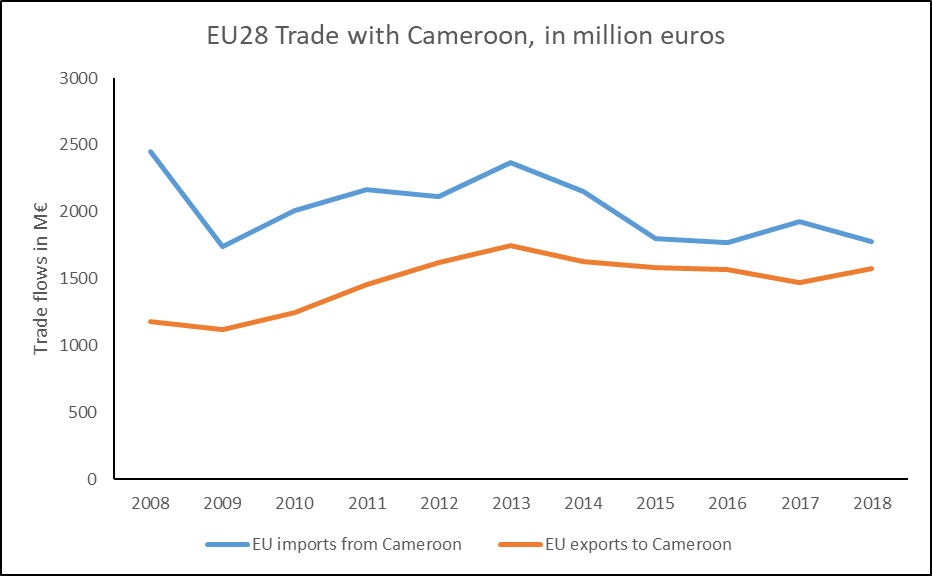 EU28 Trade with Cameroon, in million euros
3000
2500
2000
1500
1000
500
0
Trade flows in M€
2008 2009 2010 2011 2012 2013 2014 2015 2016 2017 2018
EU imports from Cameroon EU exports to Cameroon